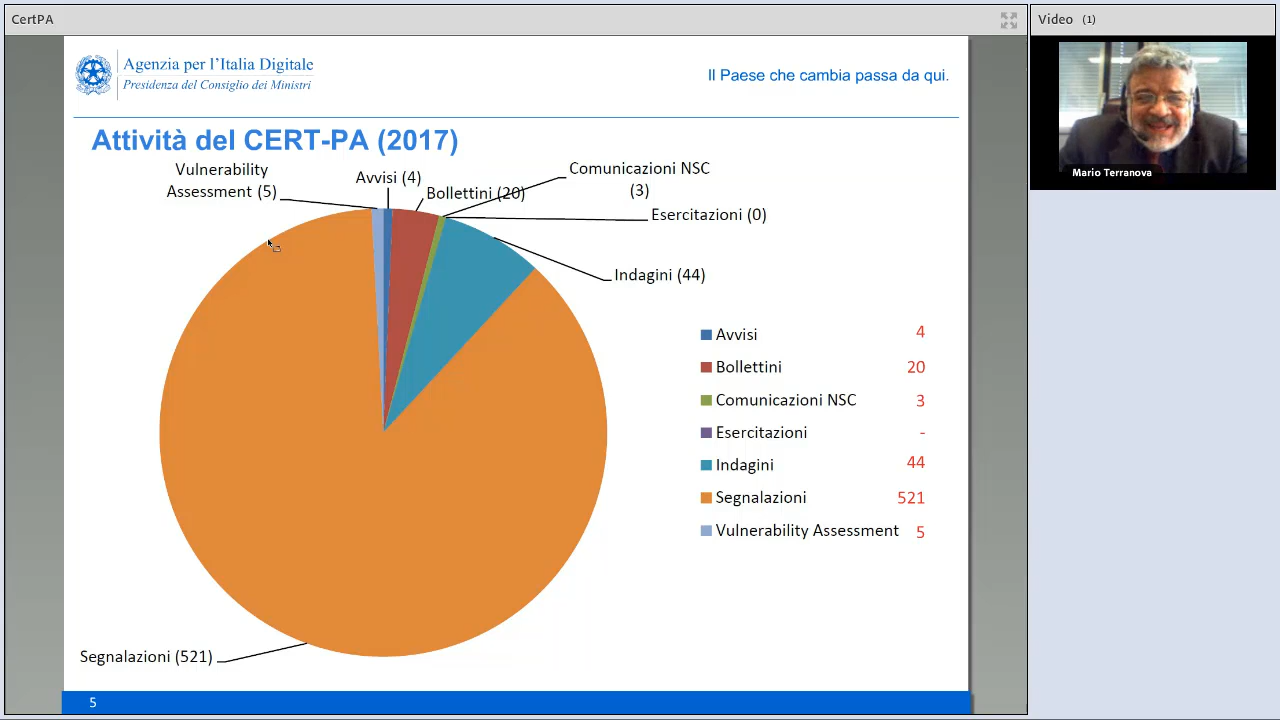 CertPA
Video (1)
Agenzia per l'Italia Digitale
Presidenza del Consiglio dei Ministri
Il Paese che cambia passa da qui.
Mario Terranova
Attività del CERT-PA (2017)
Vulnerability
Assessment (5)
Avvisi (4)
Bollettini (20)
Comunicazioni NSC
(3)
Esercitazioni (0)
Indagini (44)
Avvisi 4
Bollettini 20
Comunicazioni NSC 3
Esercitazioni -
Indagini 44
Segnalazioni 521
Vulnerability Assessment 5
Segnalazioni (521)
5